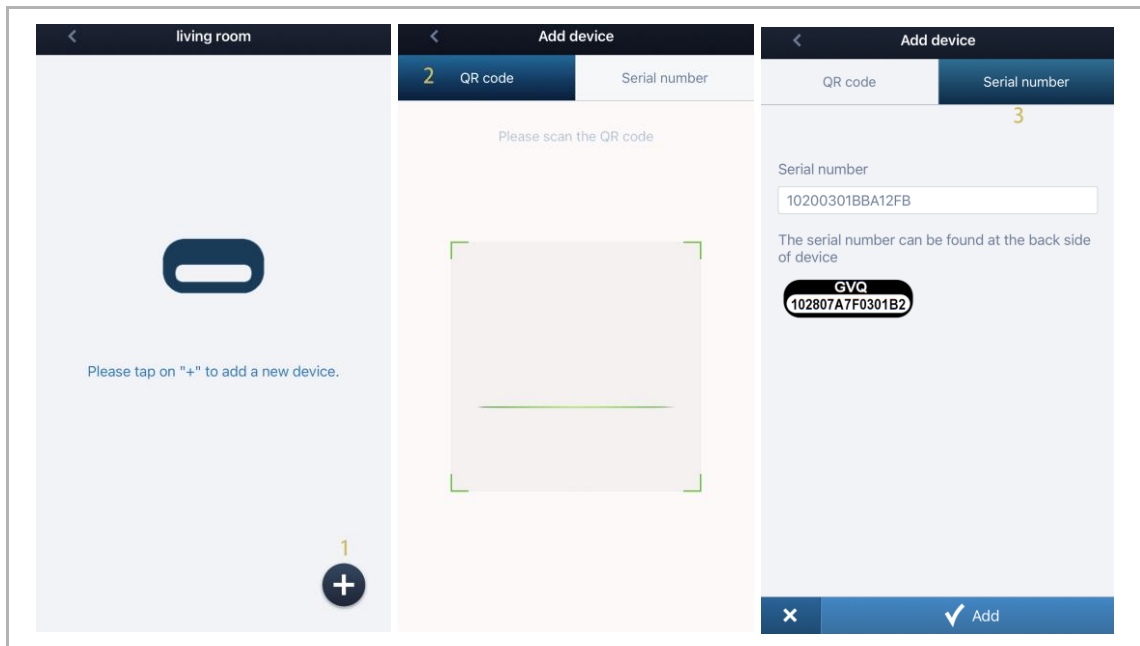 living room
Please tap on "+" to add a new device.
1
Add device
2 QR code Serial number
Please scan the QR code
Add device
QR code Serial number
3
Serial number
10200301BBA12FB
The serial number can be found at the back side
of device
GVQ
102807A7F0301B2
Add